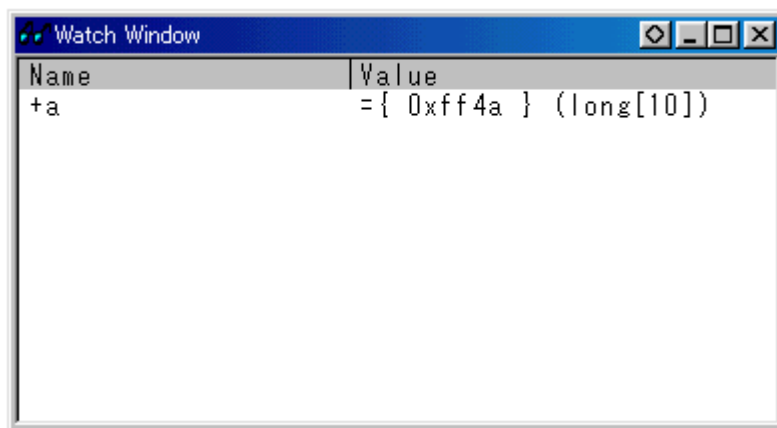 Watch Window
Name Value
+a ={ 0xff4a } (long[10])